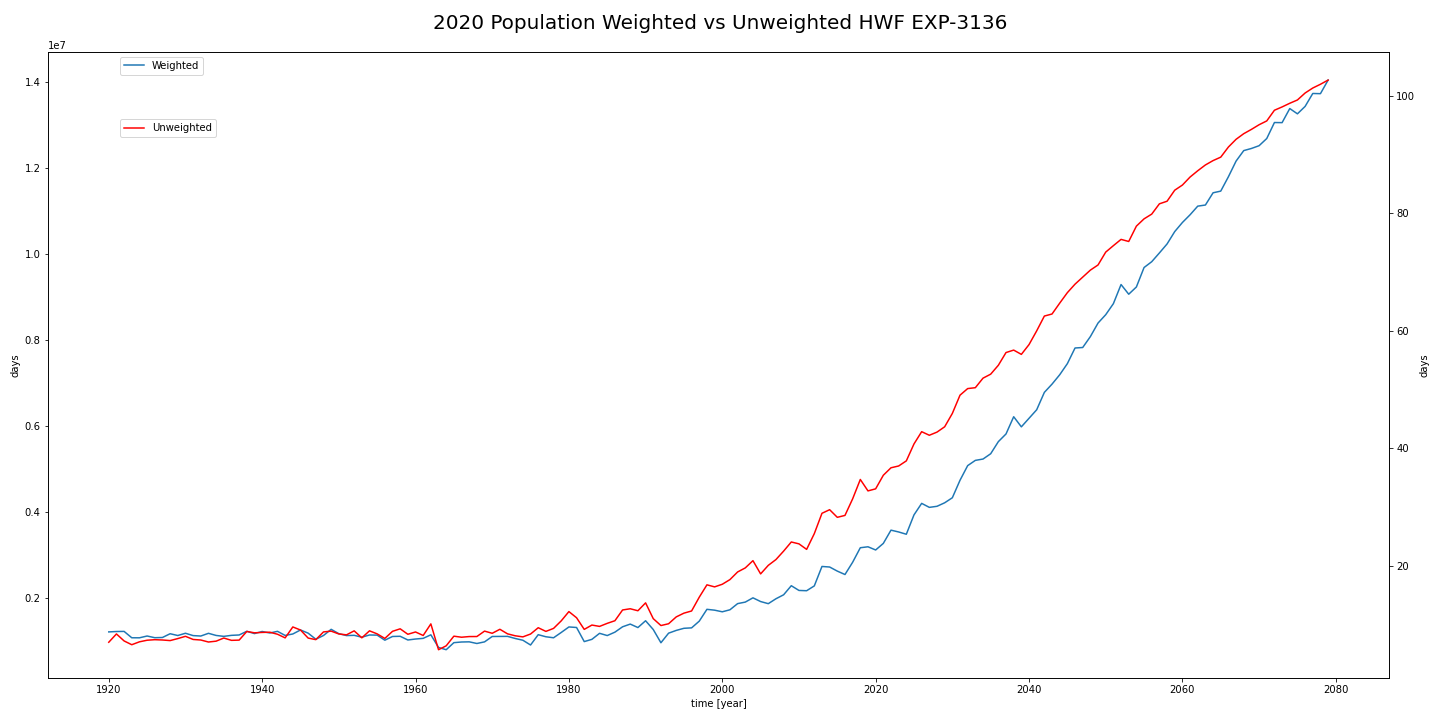 2020 Population Weighted vs Unweighted HWF EXP-3136
1e7
Weighted
Unweighted
1.4
1.2
1.0
0.8
0.6
0.4
0.2
days
100
80
60
40
20
days
1920 1940 1960 1980 2000 2020 2040 2060 2080
time [year]